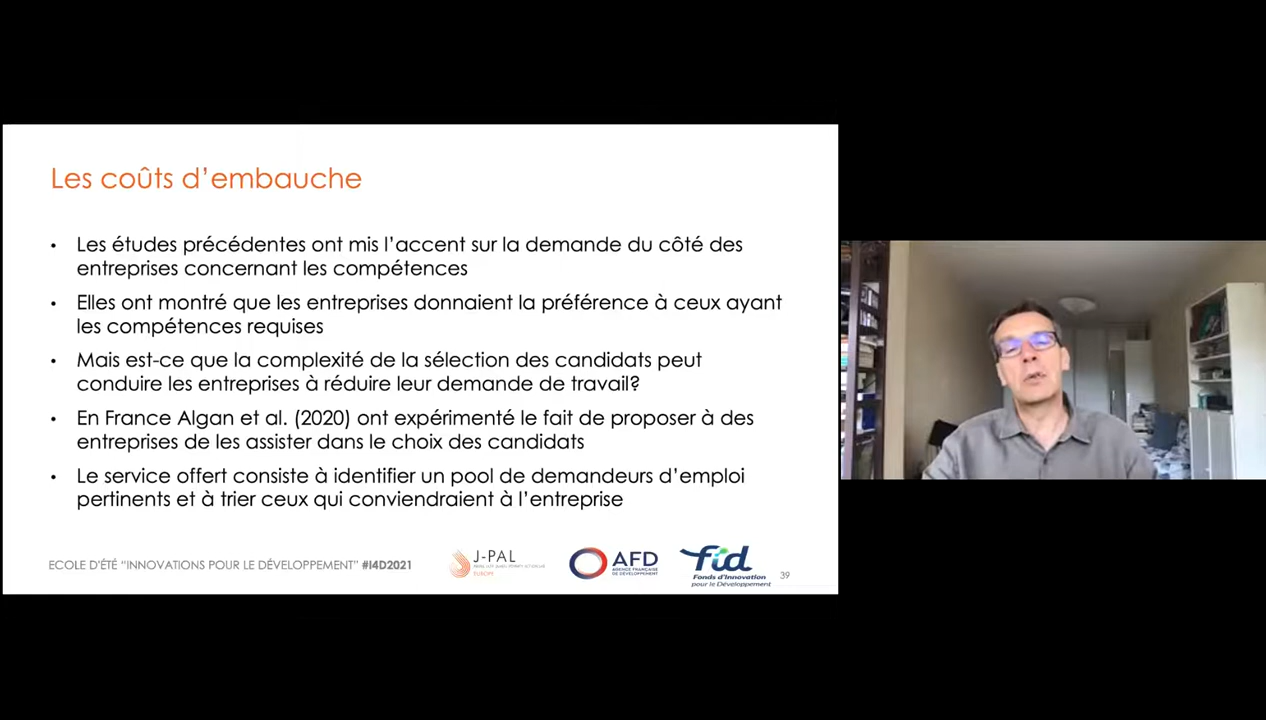 Les coûts d’embauche
• Les études précédentes ont mis l’accent sur la demande du côté des
entreprises concernant les compétences
• Elles ont montré que les entreprises donnaient la préférence à ceux ayant
les compétences requises
• Mais est-ce que la complexité de la sélection des candidats peut
conduire les entreprises à réduire leur demande de travail?
• En France Algan et al. (2020) ont expérimenté le fait de proposer à des
entreprises de les assister dans le choix des candidats
• Le service offert consiste à identifier un pool de demandeurs d’emploi
pertinents et à trier ceux qui conviendraient à l’entreprise
ECOLE D'ÉTÉ “INNOVATIONS POUR LE DÉVELOPPEMENT” #I4D2021
J-PAL
EUROPE
AFD
AGENCE FRANÇAISE
DE DÉVELOPPEMENT
fid
Fonds d'Innovation
pour le Développement
39